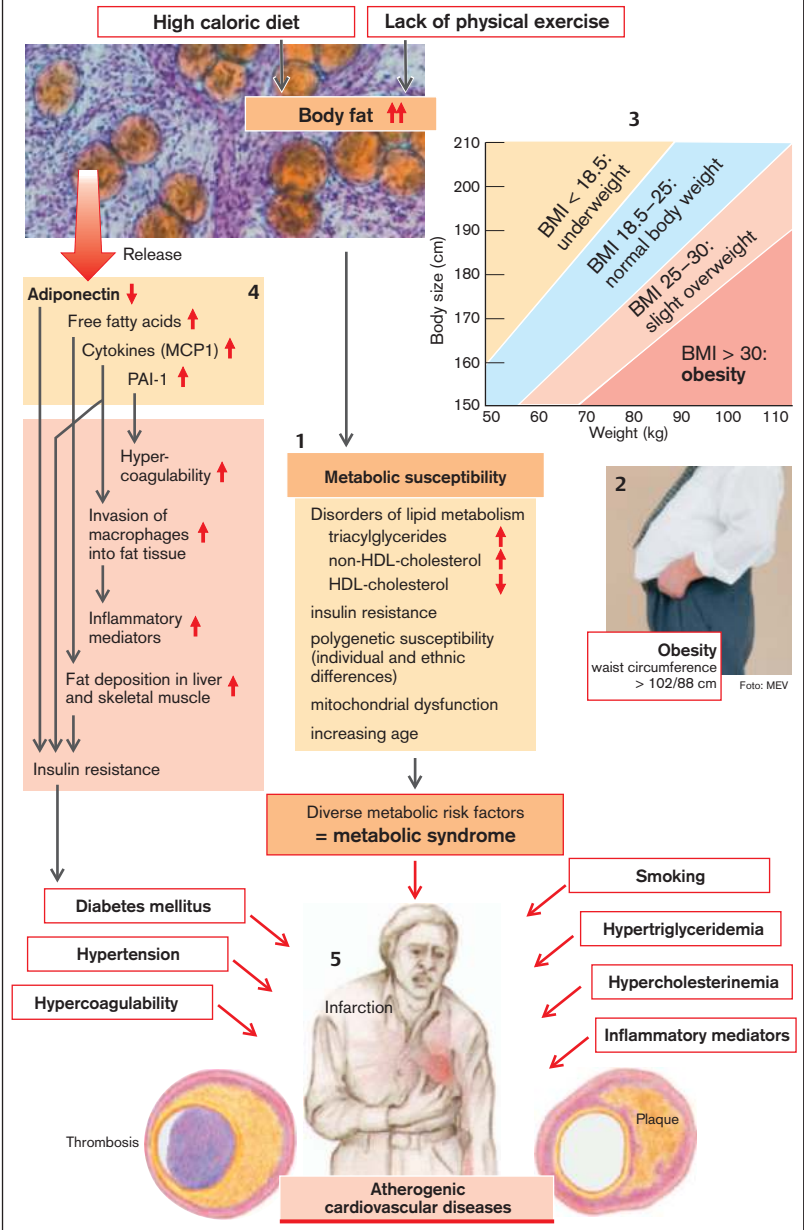 High caloric diet
Lack of physical exercise
Body fat
Release
4
Adiponectin
Free fatty acids
Cytokines (MCP1)
PAI-1
Hyper-
coagulability
Invasion of
macrophages
into fat tissue
Inflammatory
mediators
Fat deposition in liver
and skeletal muscle
Insulin resistance
3
Body size (cm)
210
200
190
180
170
160
150
50
60
70
80
90
100
110
Weight (kg)
BMI < 18.5:
underweight
BMI 18.5–25:
normal body weight
BMI 25–30:
slight overweight
BMI > 30:
obesity
1
Metabolic susceptibility
Disorders of lipid metabolism
triacylglycerides
non-HDL-cholesterol
HDL-cholesterol
insulin resistance
polygenetic susceptibility
(individual and ethnic
differences)
mitochondrial dysfunction
increasing age
2
Obesity
waist circumference
> 102/88 cm
Foto: MEV
Diverse metabolic risk factors
= metabolic syndrome
Diabetes mellitus
Hypertension
Hypercoagulability
Smoking
Hypertriglyceridemia
Hypercholesterinemia
Inflammatory mediators
5
Infarction
Thrombosis
Plaque
Atherogenic
cardiovascular diseases